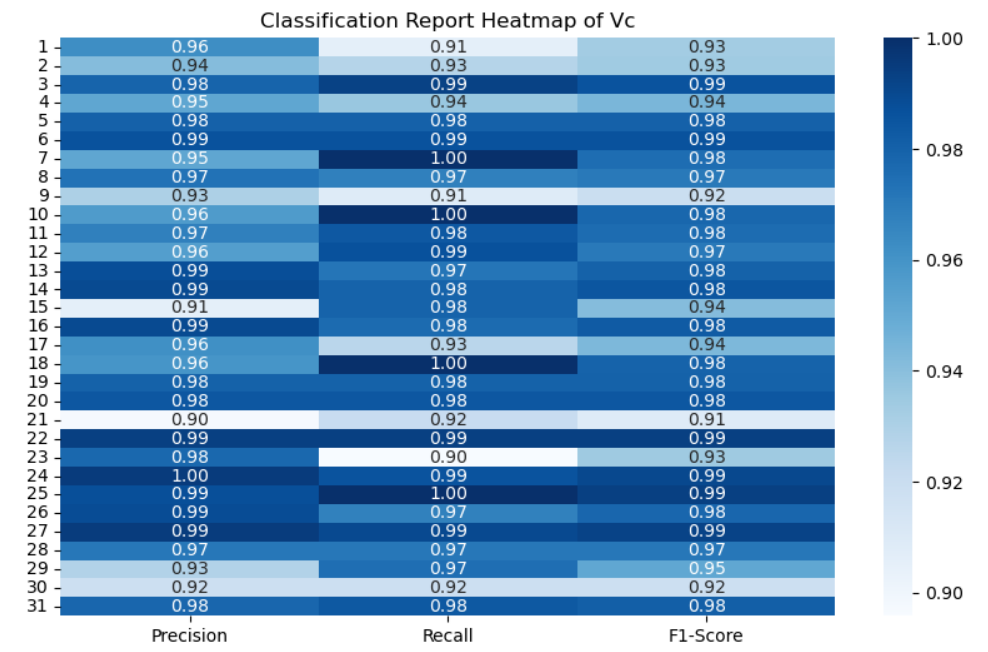 Classification Report Heatmap of Vc
1 0.96 0.91 0.93
2 0.94 0.93 0.93
3 0.98 0.99 0.99
4 0.95 0.94 0.94
5 0.98 0.98 0.98
6 0.99 0.99 0.99
7 0.95 1.00 0.98
8 0.97 0.97 0.97
9 0.93 0.91 0.92
10 0.96 1.00 0.98
11 0.97 0.98 0.98
12 0.96 0.99 0.97
13 0.99 0.97 0.98
14 0.99 0.98 0.98
15 0.91 0.98 0.94
16 0.99 0.98 0.98
17 0.96 0.93 0.94
18 0.96 1.00 0.98
19 0.98 0.98 0.98
20 0.98 0.98 0.98
21 0.90 0.92 0.91
22 0.99 0.99 0.99
23 0.98 0.90 0.93
24 1.00 0.99 0.99
25 0.99 1.00 0.99
26 0.99 0.97 0.98
27 0.99 0.99 0.99
28 0.97 0.97 0.97
29 0.93 0.97 0.95
30 0.92 0.92 0.92
31 0.98 0.98 0.98
Precision Recall F1-Score
1.00
0.98
0.96
0.94
0.92
0.90